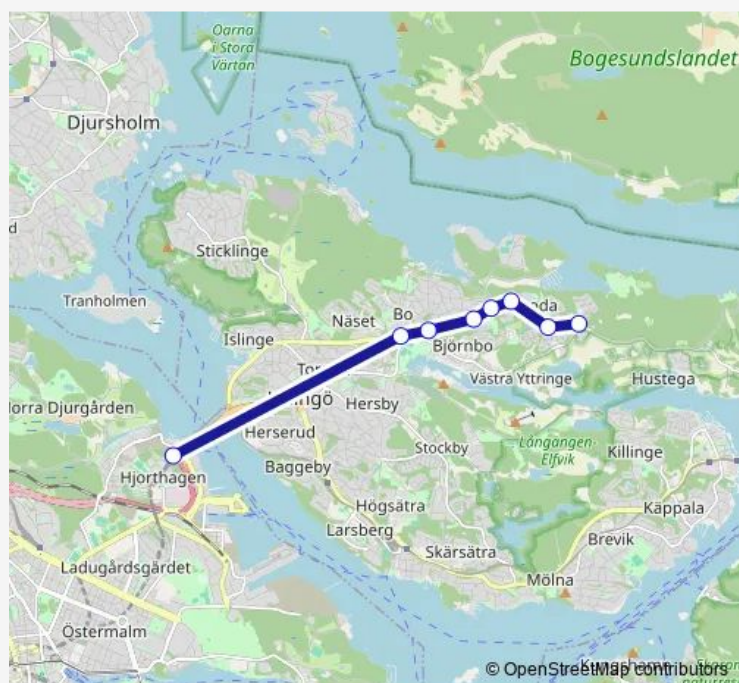 Öarna
i Stora
Värtan
Bogesundslandet
Djursholm
d
Sticklinge
Tranholmen
Näset
Bo
Islinge
Björnbo
Västra Yttringe
Hustega
Hersby
Herserud
Stockby
Långängen-
Elfvik
Killinge
Baggeby
Hjorthagen
Högsätra
Käppala
Larsberg
Brevik
Skärsätra
Ladugårdsgärdet
Mölna
Östermalm
© OpenStreetMap contributors